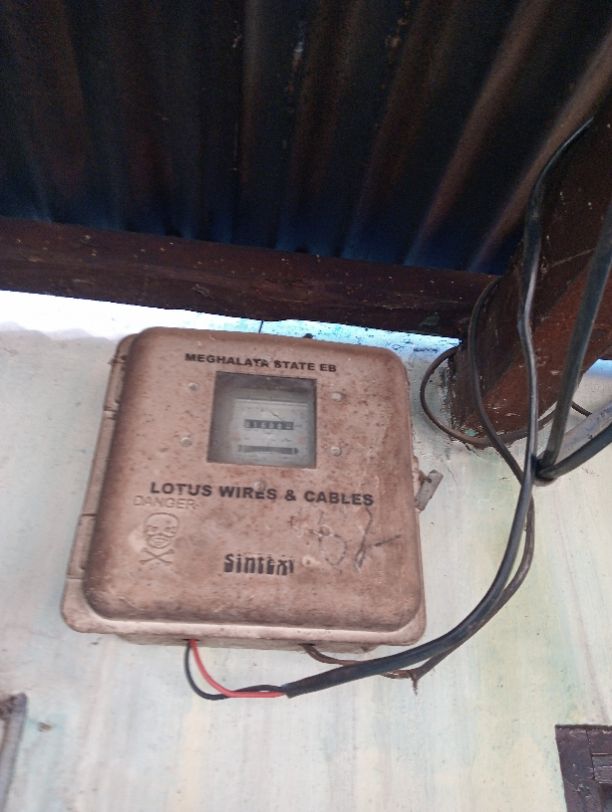 MEGHALAYA STATE EB
LOTUS WIRES & CABLES
DANGER
sintex